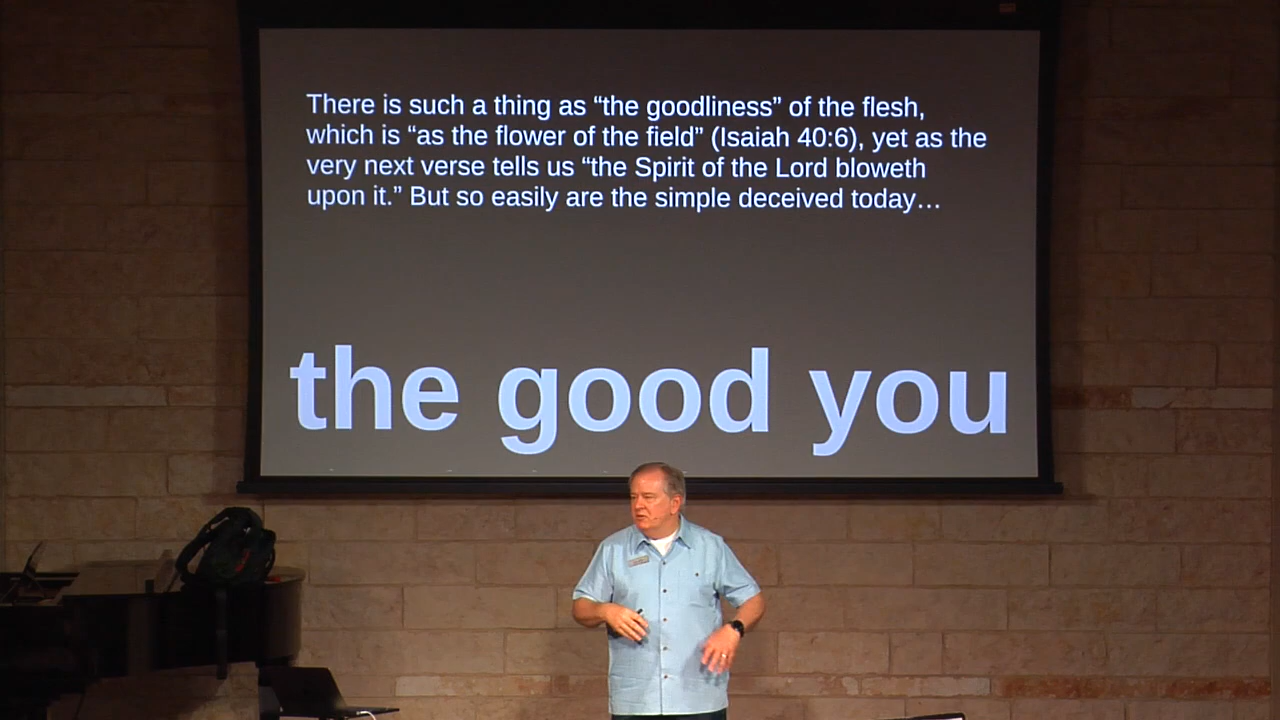 There is such a thing as “the goodliness” of the flesh,
which is “as the flower of the field” (Isaiah 40:6), yet as the
very next verse tells us “the Spirit of the Lord bloweth
upon it.” But so easily are the simple deceived today…
the good you